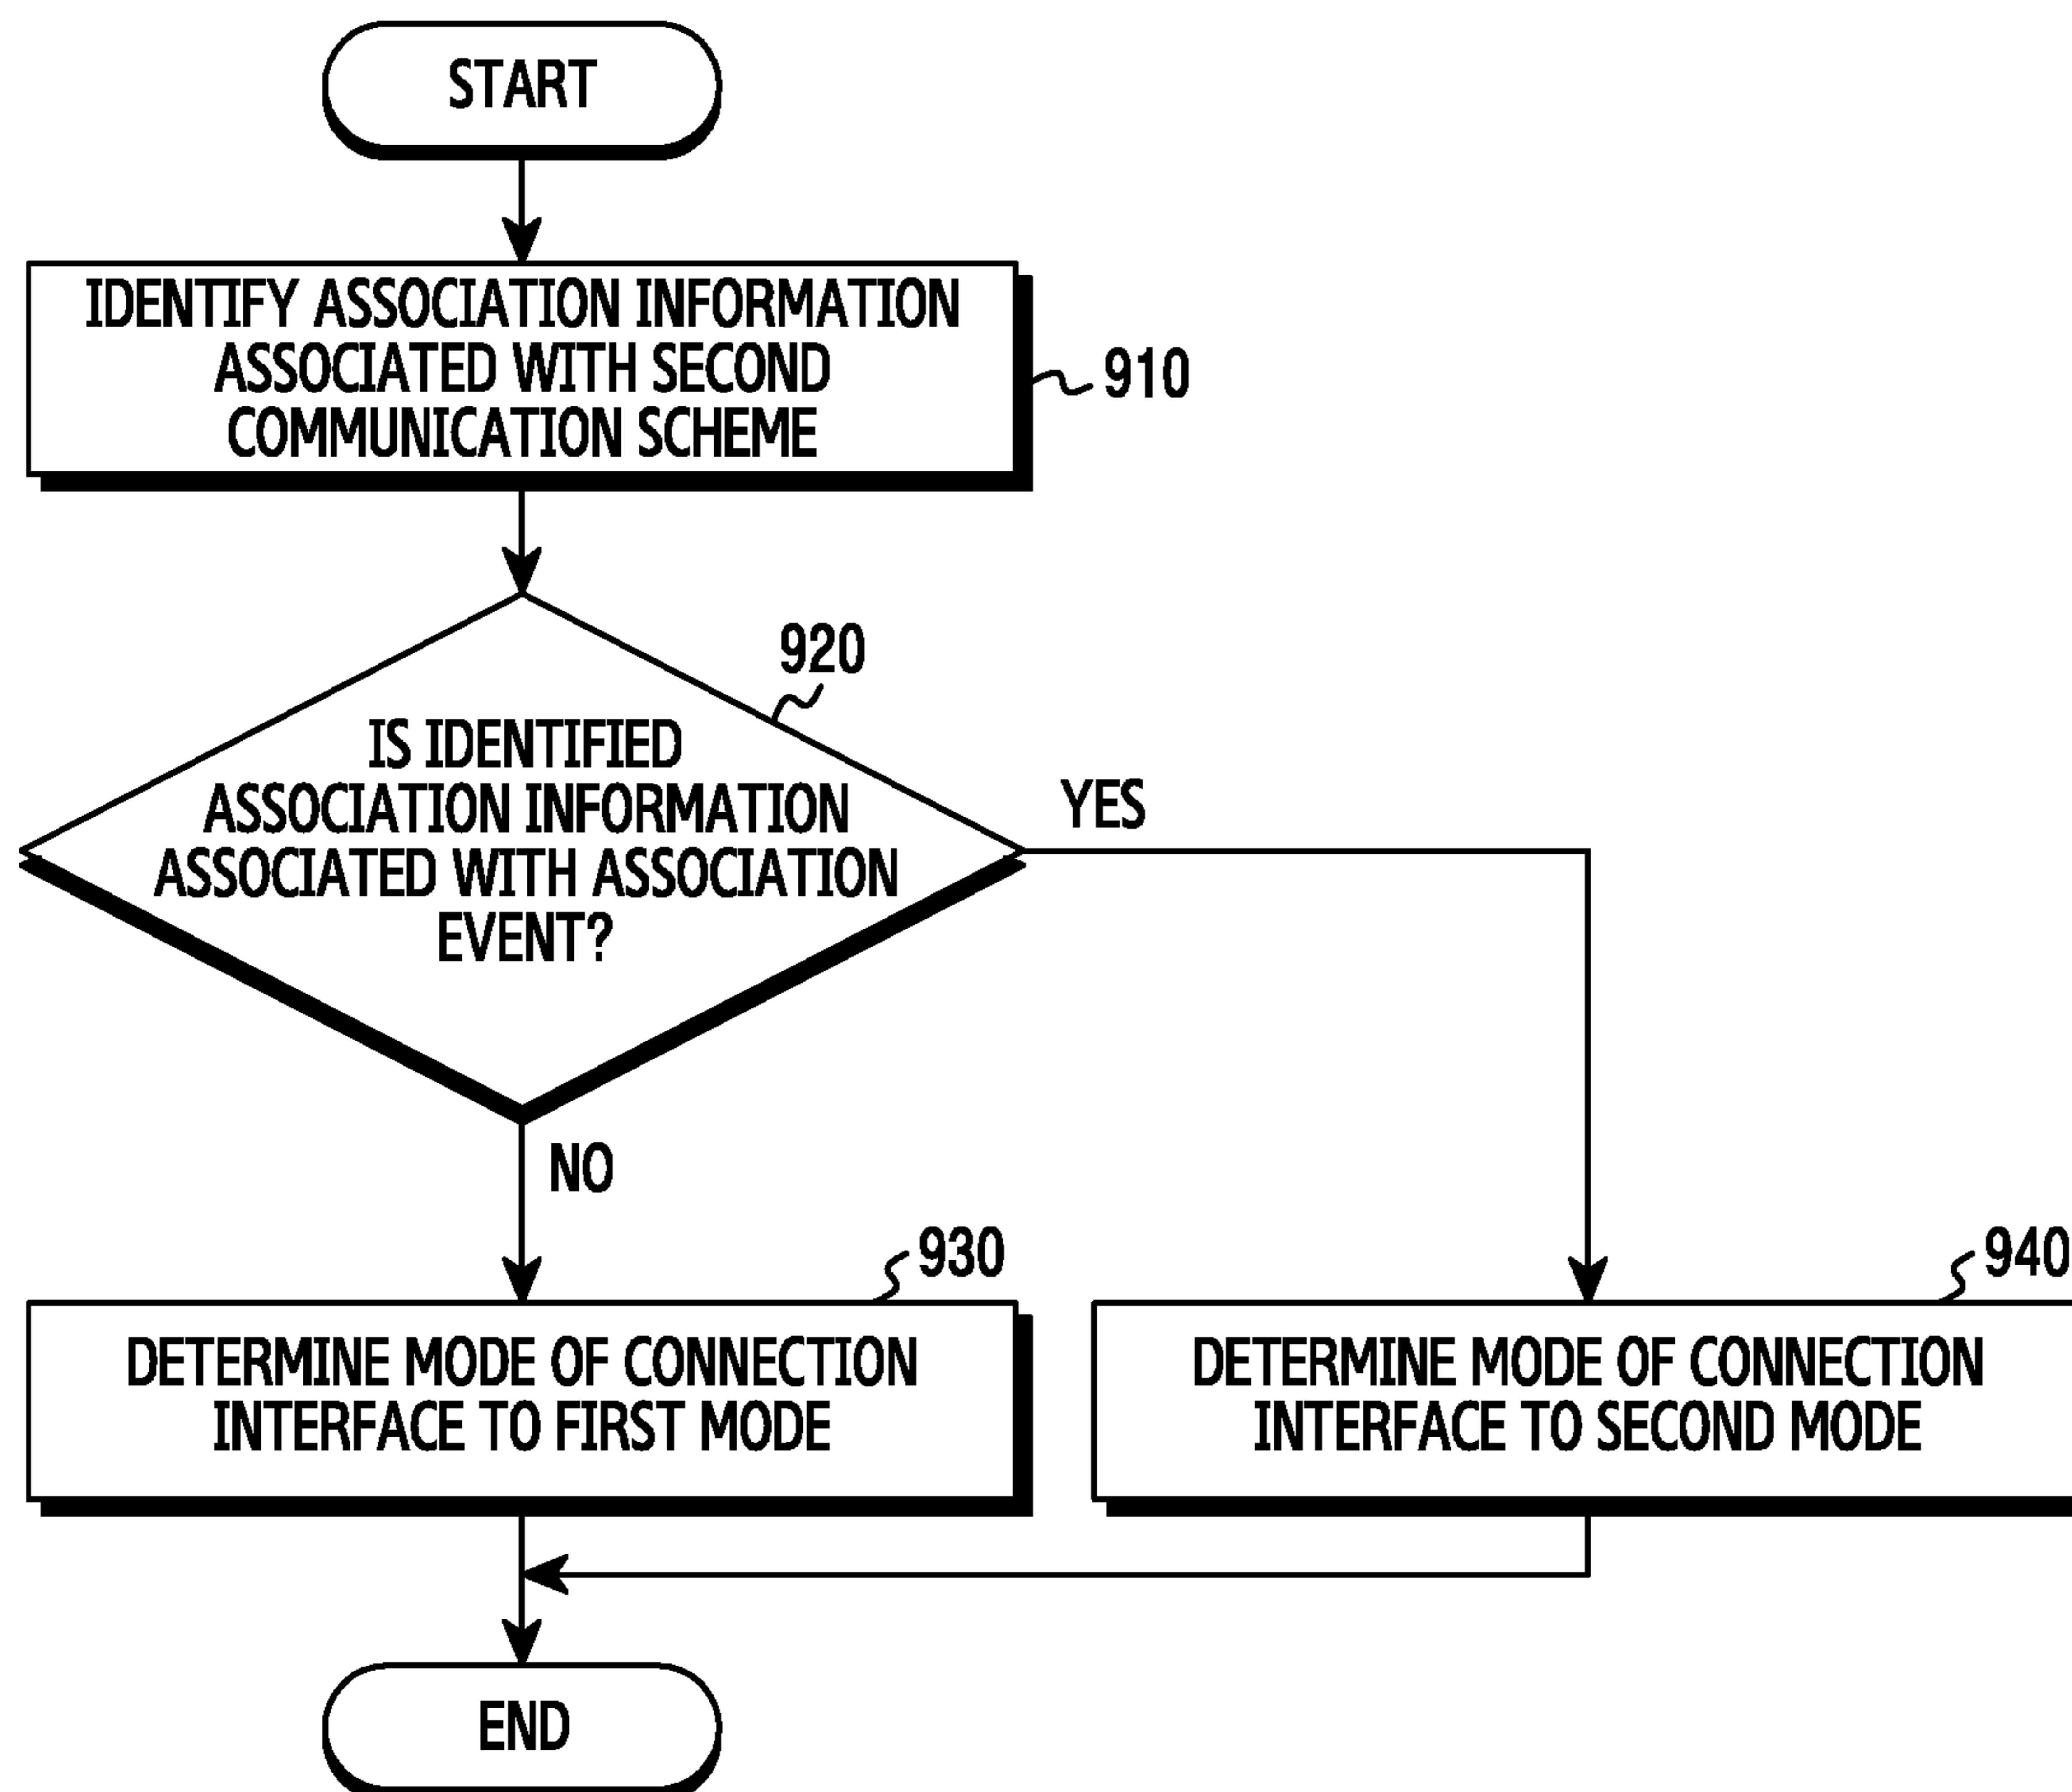 START
IDENTIFY ASSOCIATION INFORMATION
ASSOCIATED WITH SECOND
COMMUNICATION SCHEME
910
920
IS IDENTIFIED
ASSOCIATION INFORMATION
ASSOCIATED WITH ASSOCIATION
EVENT?
YES
NO
930
DETERMINE MODE OF CONNECTION
INTERFACE TO FIRST MODE
940
DETERMINE MODE OF CONNECTION
INTERFACE TO SECOND MODE
END